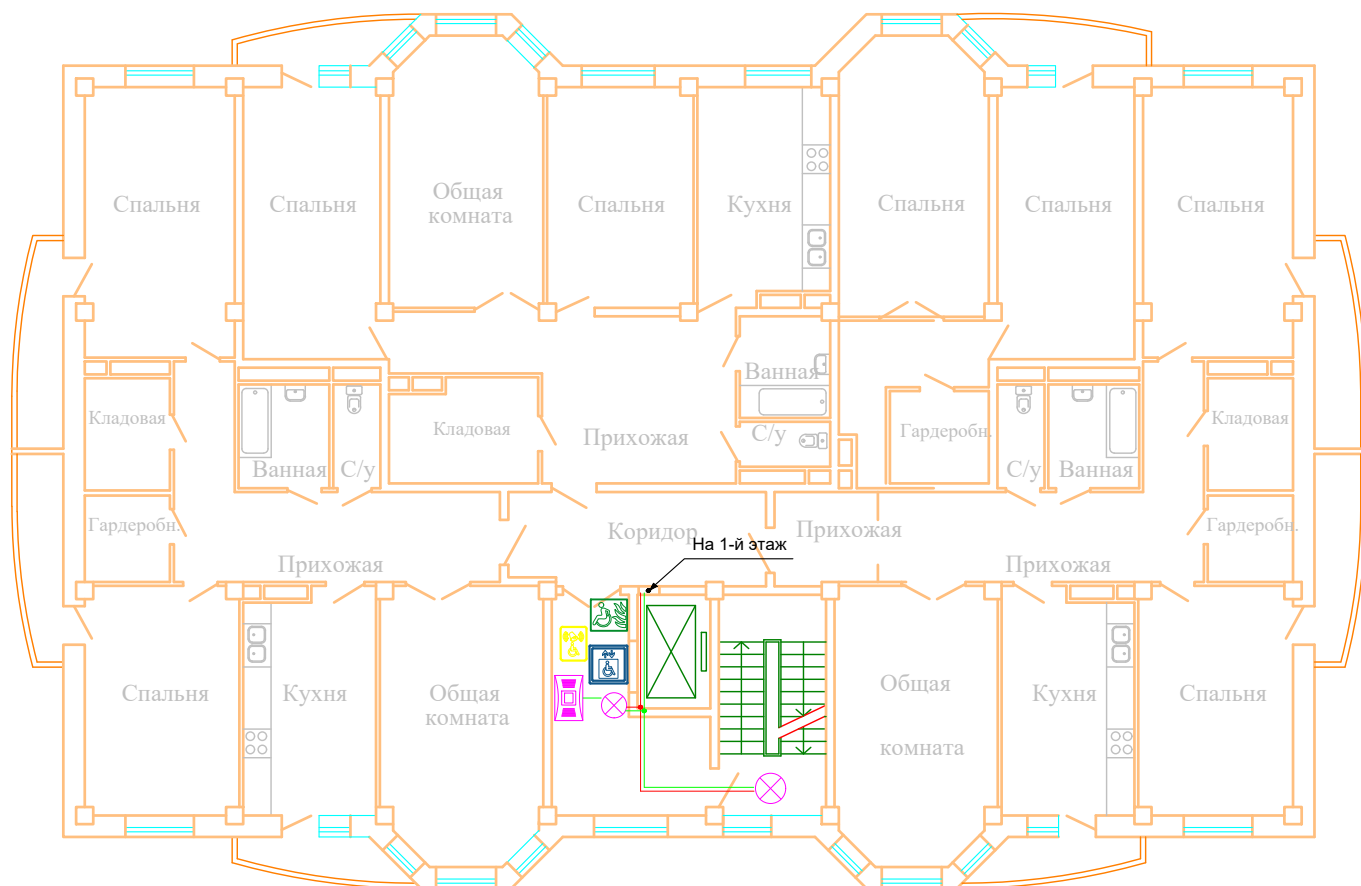 Спальня
Спальня
Общая
комната
Спальня
Кухня
Спальня
Спальня
Спальня
Кладовая
Ванная
С/у
Кладовая
Прихожая
Ванная
С/у
Гардеробн.
С/у
Ванная
Кладовая
Гардеробн.
Прихожая
Коридор
На 1-й этаж
Прихожая
Прихожая
Гардеробн.
Спальня
Кухня
Общая
комната
Общая
комната
Кухня
Спальня